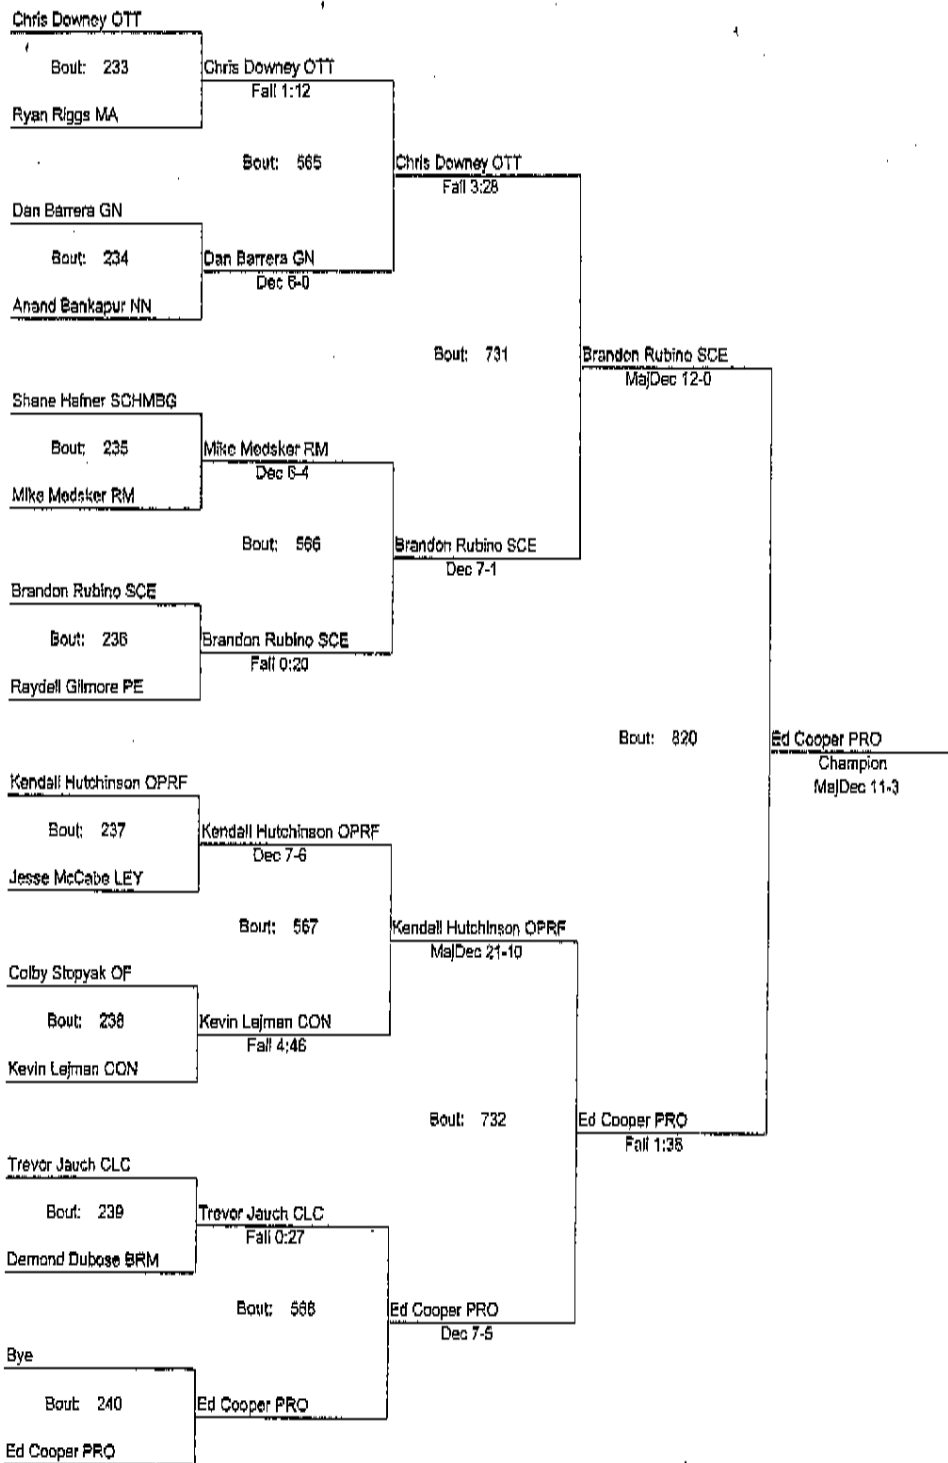 Chris Downey OTT
Bout: 233
Chris Downey OTT
Fall 1:12
Ryan Riggs MA
Bout: 565
Chris Downey OTT
Fall 3:28
Dan Barrera GN
Bout: 234
Dan Barrera GN
Dec 6-0
Anand Bankapur NN
Bout: 731
Brandon Rubino SCE
MajDec 12-0
Shane Hafner SCHMBG
Bout: 235
Mike Medsker RM
Dec 6-4
Mike Medsker RM
Bout: 566
Brandon Rubino SCE
Dec 7-1
Brandon Rubino SCE
Bout: 236
Brandon Rubino SCE
Fall 0:20
Raydell Gilmore PE
Bout: 820
Ed Cooper PRO
Champion
MajDec 11-3
Kendall Hutchinson OPRF
Bout: 237
Kendall Hutchinson OPRF
Dec 7-6
Jesse McCabe LEY
Bout: 567
Kendall Hutchinson OPRF
MajDec 21-10
Colby Slopyak OF
Bout: 238
Kevin Lejman CON
Fall 4:46
Kevin Lejman CON
Bout: 732
Ed Cooper PRO
Fall 1:38
Trevor Jauch CLC
Bout: 239
Trevor Jauch CLC
Fall 0:27
Demond Dubose BRM
Bout: 568
Ed Cooper PRO
Dec 7-5
Bye
Bout: 240
Ed Cooper PRO
Ed Cooper PRO